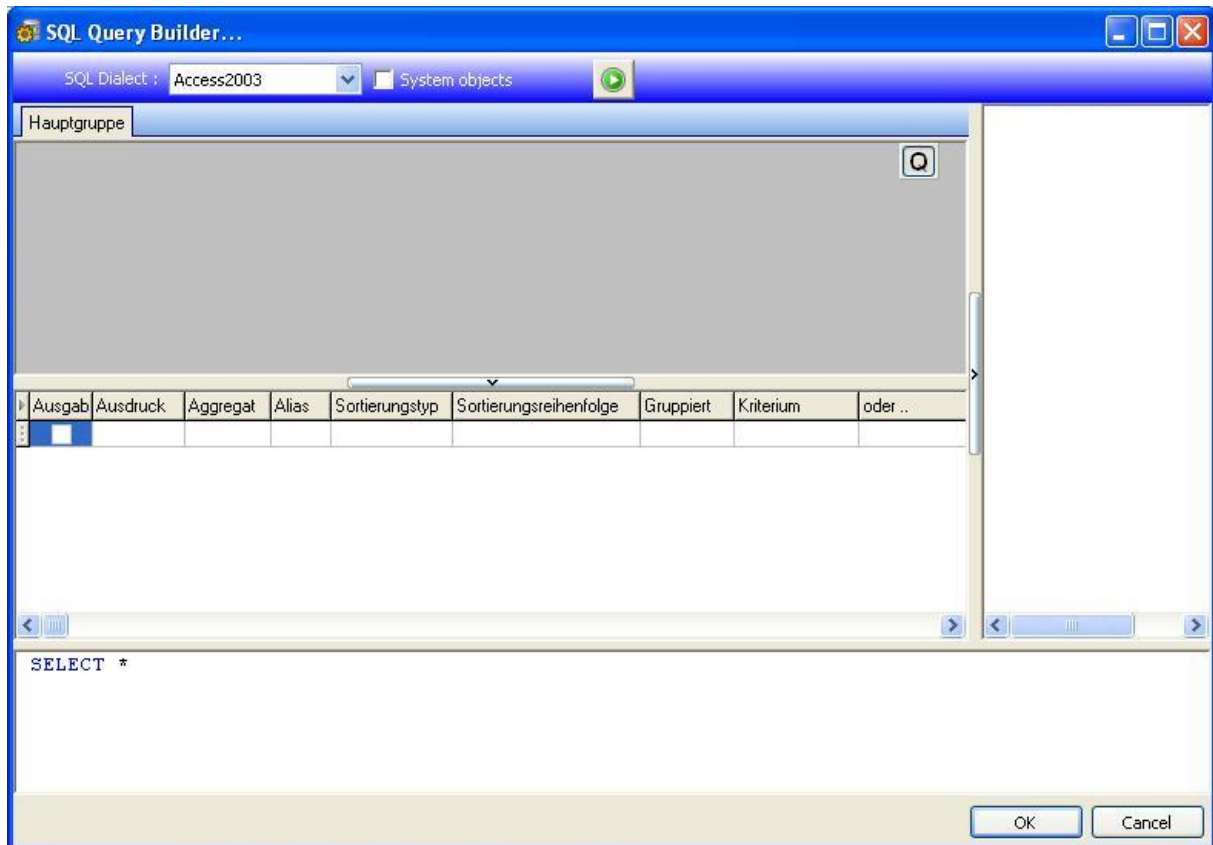 SQL Query Builder...
SQL Dialect : Access2003 System objects
Hauptgruppe
Q
Ausgab Ausdruck Aggregat Alias Sortierungstyp Sortierungsreihenfolge Gruppiert Kriterium oder ..
SELECT *
OK Cancel